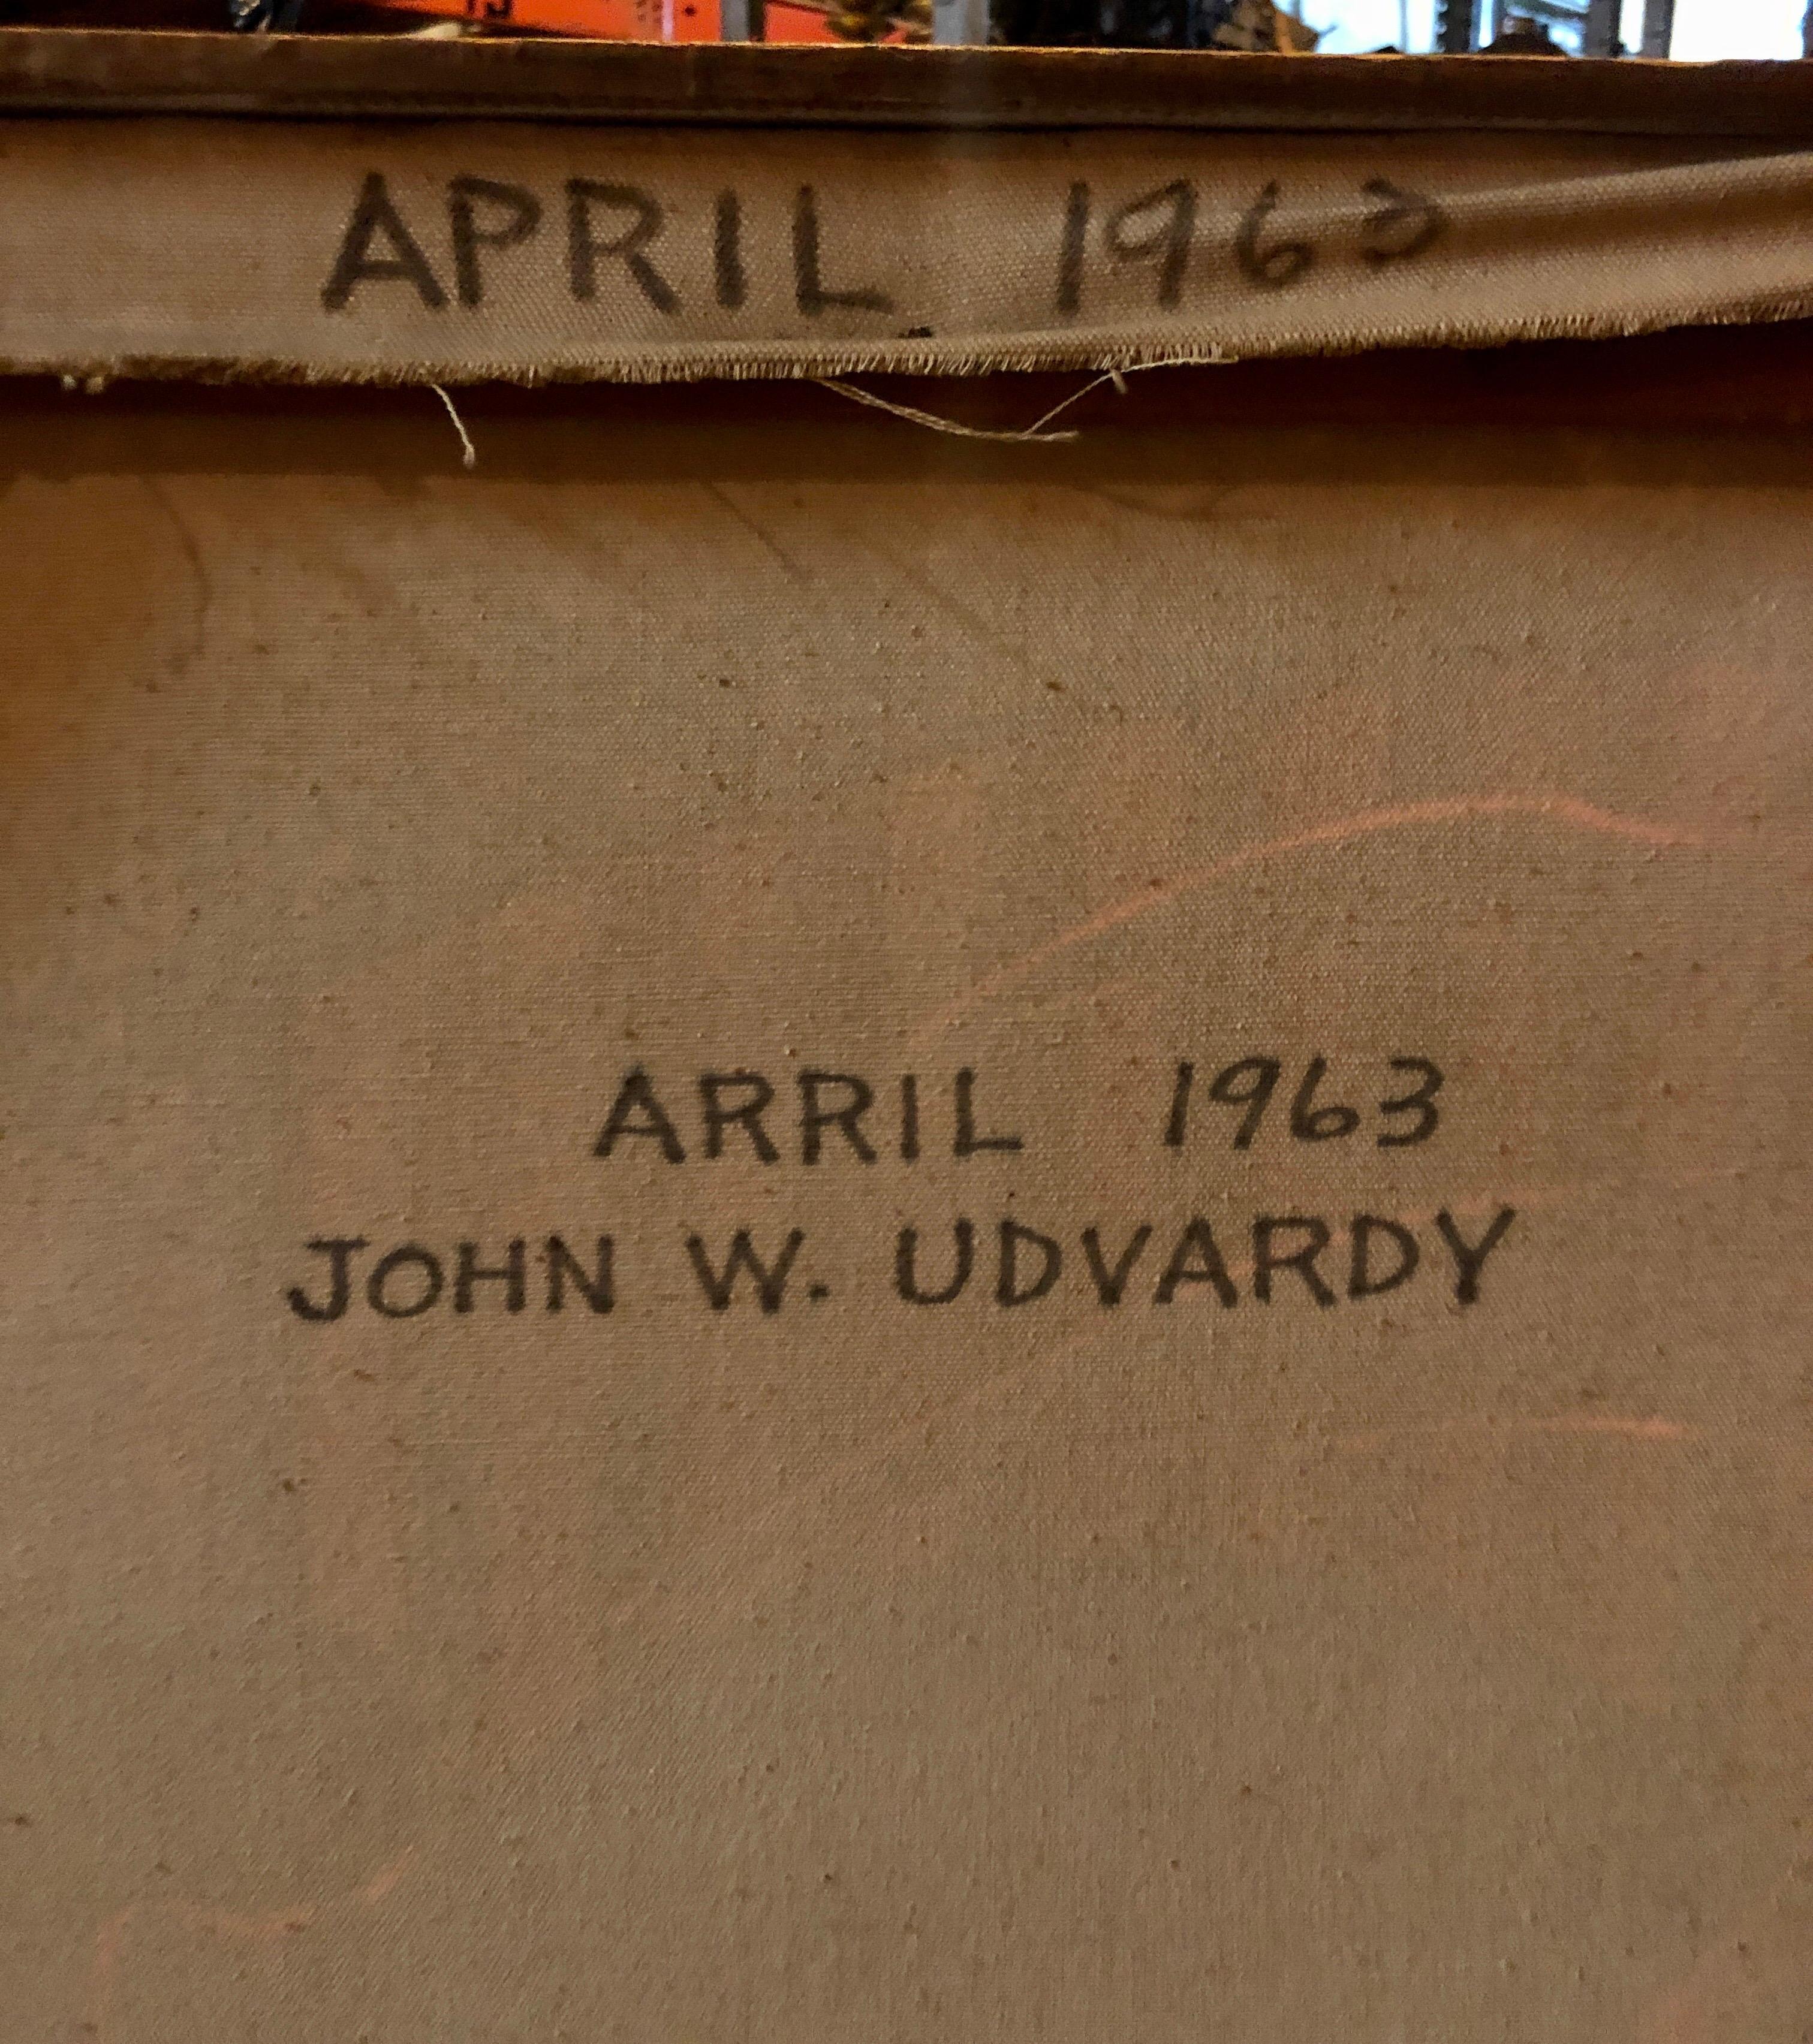 APRIL 1963
ARRIL 1963
JOHN W. UDVARDY